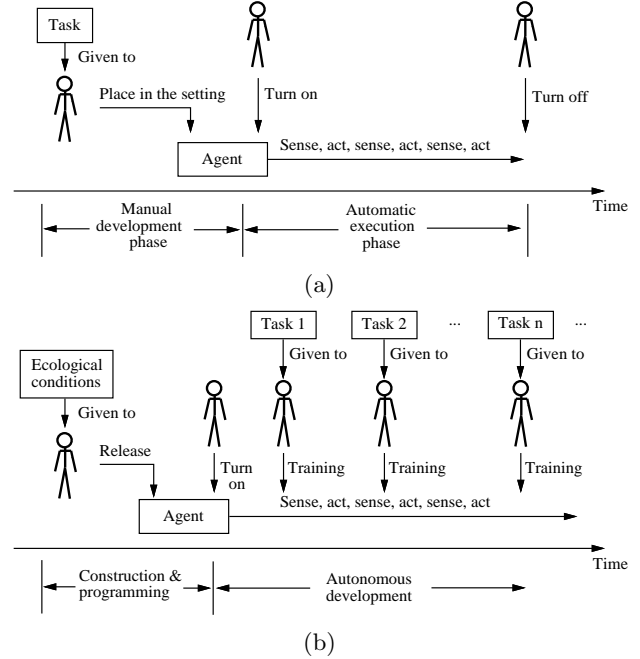 Task
Given to
Place in the setting
Turn on
Turn off
Agent
Sense, act, sense, act, sense, act
Time
Manual
development
phase
Automatic
execution
phase
(a)
Task 1
Task 2
...
Task n
...
Given to
Given to
Given to
Ecological
conditions
Given to
Release
Turn
on
Training
Training
Training
Agent
Sense, act, sense, act, sense, act
Time
Construction &
programming
Autonomous
development
(b)